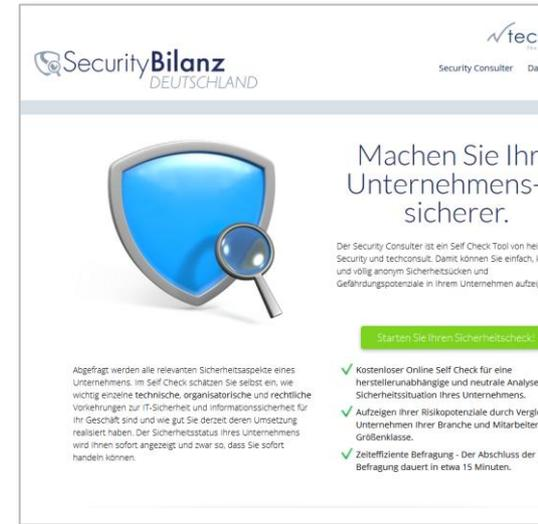 SecurityBilanz
DEUTSCHLAND
Security Consulter
Machen Sie
Unternehmens-
sicherer.
Der Security Consulter ist ein Self Check Tool von
Security und techconsult. Damit können Sie einfach,
und völlig anonym Sicherheitsücken und
Gefährdungspotenziale in Ihrem Unternehmen
Starten Sie Ihren Sicherheitscheck!
Abgefragt werden alle relevanten Sicherheitsaspekte eines
Unternehmens. Im Self Check schätzen Sie selbst ein, wie
wichtig einzelne technische, organisatorische und rechtliche
Vorkehrungen zur IT-Sicherheit und Informationssicherheit für
Ihr Geschäft sind und wie gut Sie derzeit deren Umsetzung
realisiert haben. Der Sicherheitsstatus Ihres Unternehmens
wird Ihnen sofort angezeigt und zwar so, dass Sie sofort
handeln können.
Kostenloser Online Self Check für eine
herstellerunabhängige und neutrale Analyse
Sicherheitssituation Ihres Unternehmens.
Aufzeigen Ihrer Risikopotenziale durch
Unternehmen Ihrer Branche und
Größenklasse.
Zeiteffiziente Befragung - Der Abschluss der
Befragung dauert in etwa 15 Minuten.